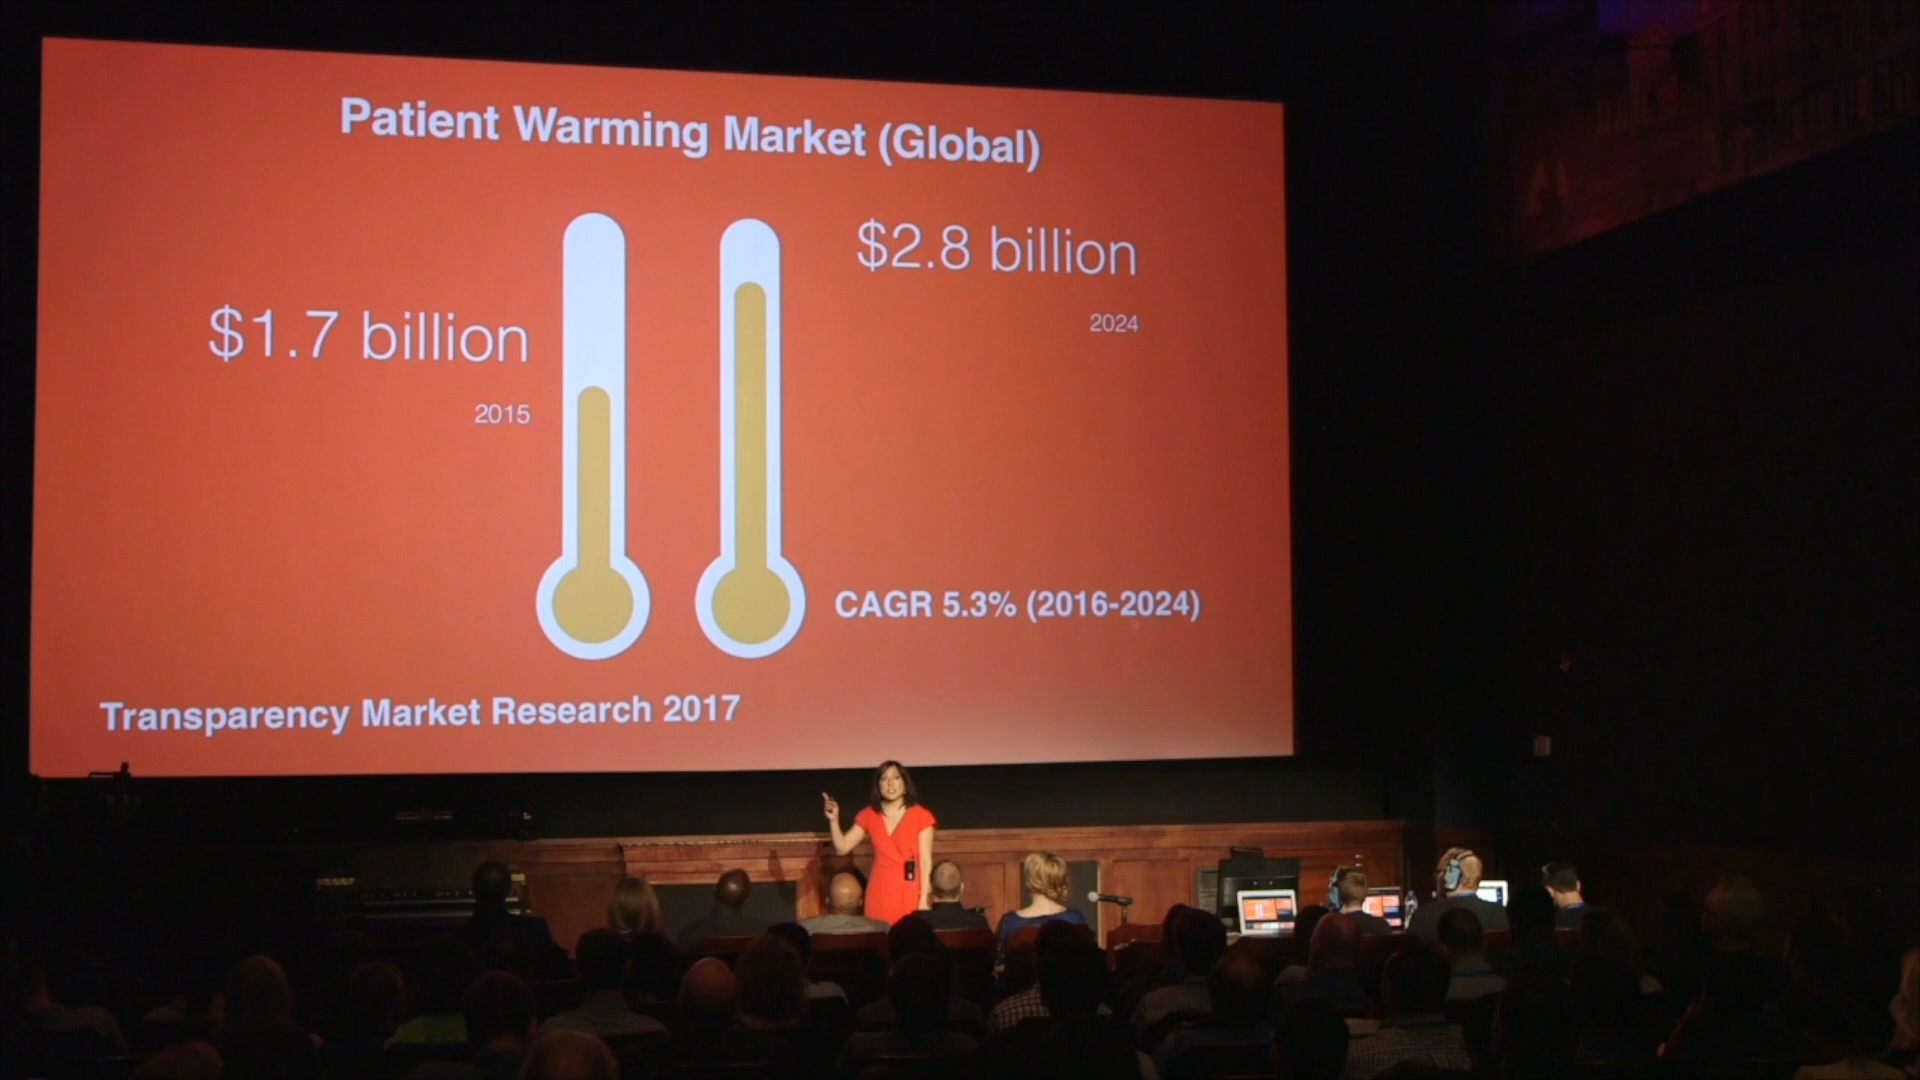 Patient Warming Market (Global)
$1.7 billion
2015
$2.8 billion
2024
CAGR 5.3% (2016-2024)
Transparency Market Research 2017